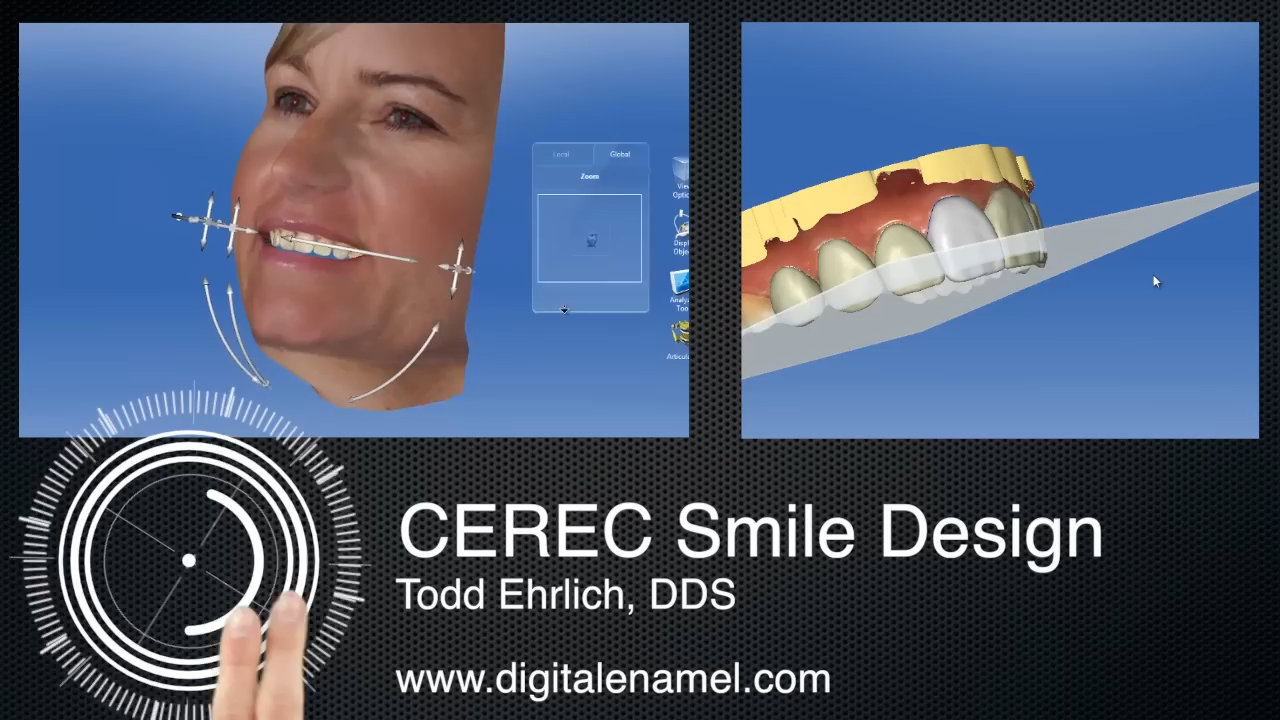 Local Global
Zoom
CEREC Smile Design
Todd Ehrlich, DDS
www.digitalenamel.com